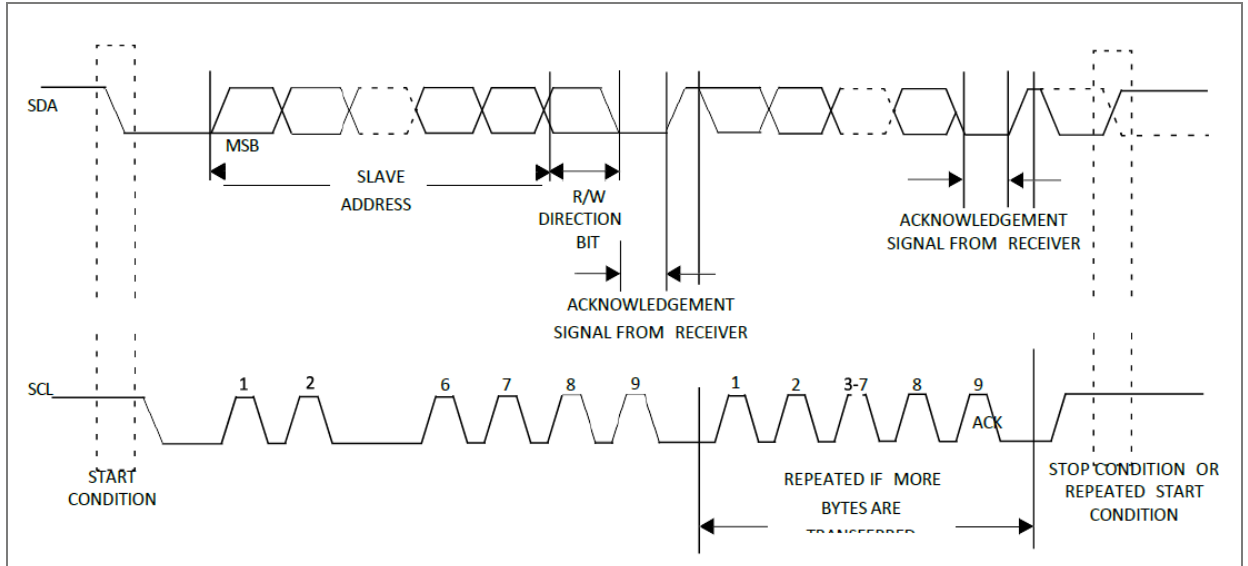 SDA
MSB
SLAVE
ADDRESS
R/W
DIRECTION
BIT
ACKNOWLEDGEMENT
SIGNAL FROM RECEIVER
ACKNOWLEDGEMENT
SIGNAL FROM RECEIVER
SCL
1 2 6 7 8 9 1 2 3-7 8 9
ACK
START
CONDITION
REPEATED IF MORE
BYTES ARE
TRANSFERRED
STOP CONDITION OR
REPEATED START
CONDITION